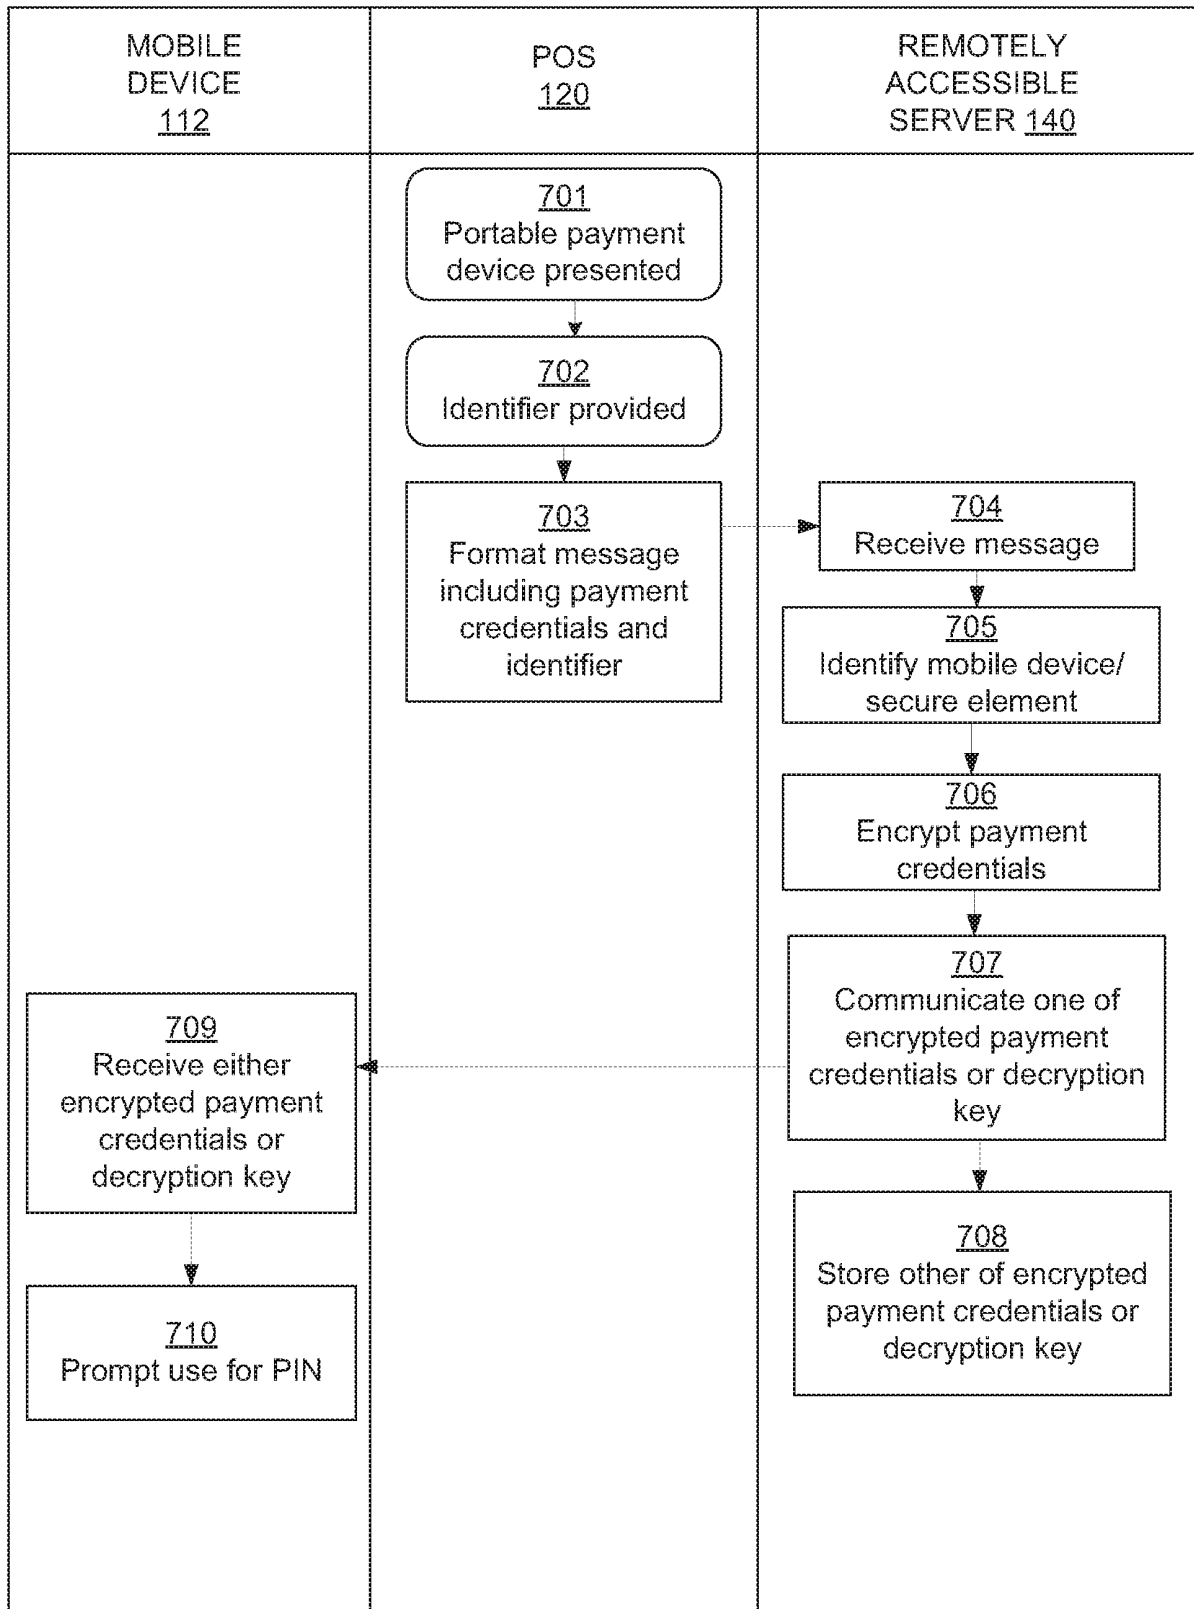 MOBILE
DEVICE
112
POS
120
REMOTELY
ACCESSIBLE
SERVER 140
701
Portable payment
device presented
702
Identifier provided
703
Format message
including payment
credentials and
identifier
704
Receive message
705
Identify mobile device/
secure element
706
Encrypt payment
credentials
707
Communicate one of
encrypted payment
credentials or decryption
key
709
Receive either
encrypted payment
credentials or
decryption key
708
Store other of encrypted
payment credentials or
decryption key
710
Prompt use for PIN